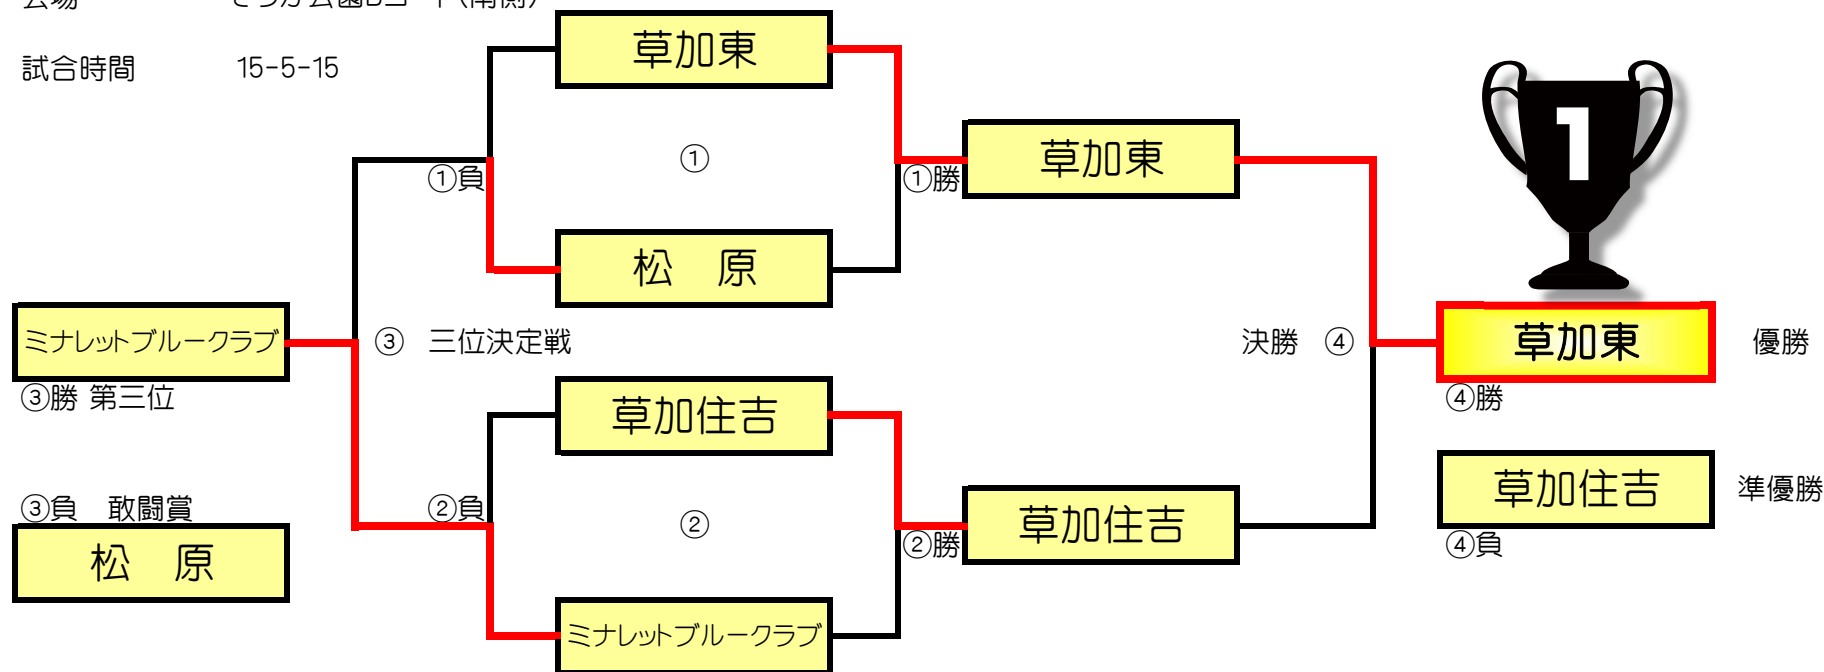 草加東
試合時間 15-5-15
1
草加東
①
①負
①勝
松 原
ミナレットブルークラブ
③ 三位決定戦
決勝 ④
草加東
優勝
③勝 第三位
④勝
草加住吉
草加住吉
準優勝
③負 敢闘賞
②負
②
②勝
草加住吉
④負
松 原
ミナレットブルークラブ